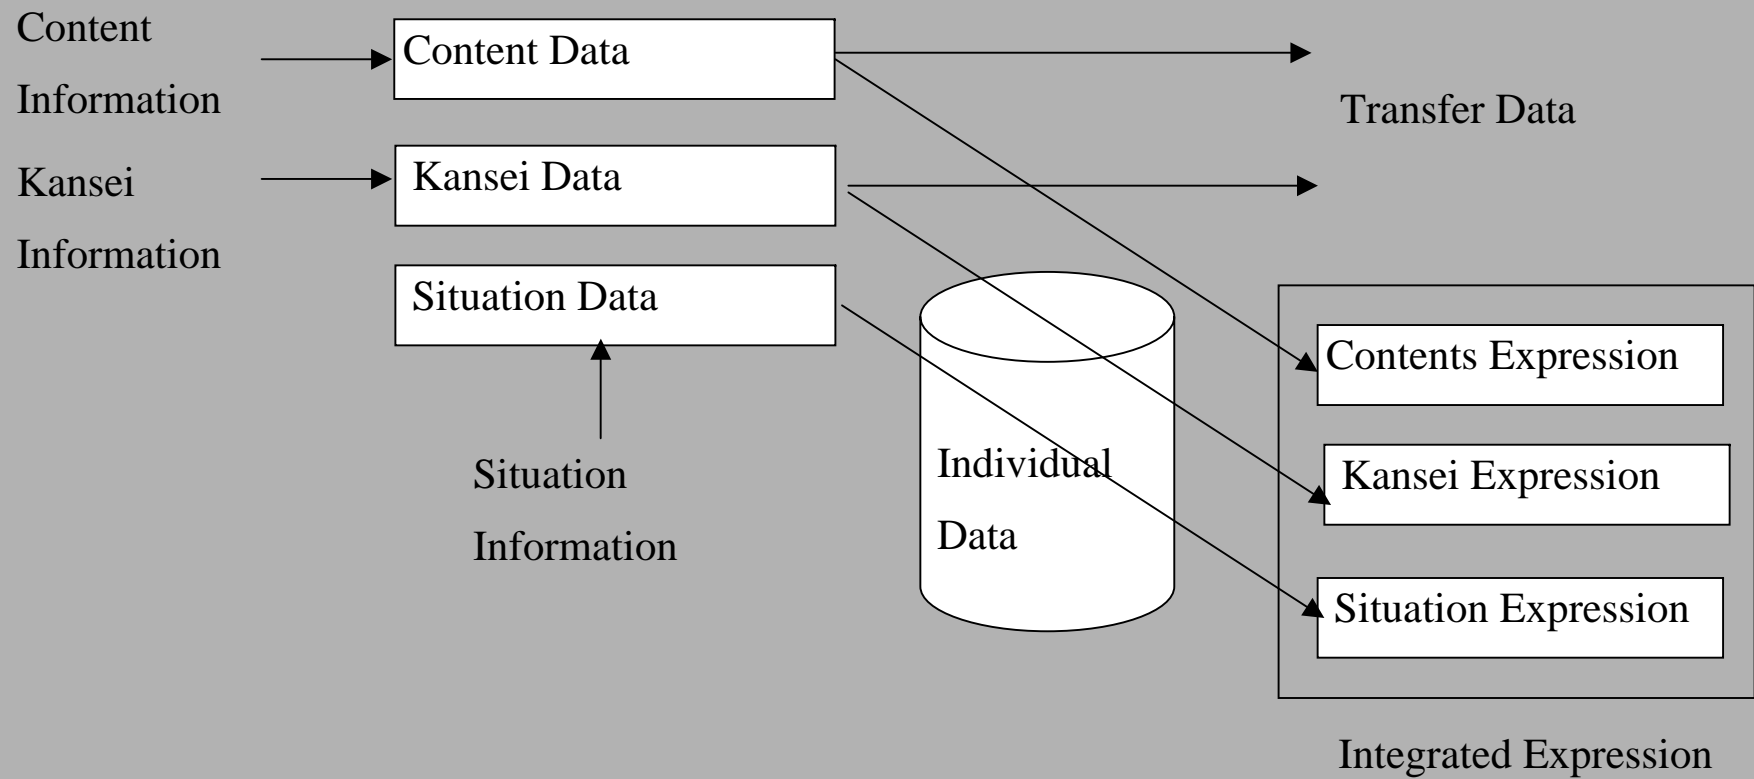 Content
Information
Kansei
Information
Content Data
Kansei Data
Situation Data
Situation
Information
Individual
Data
Transfer Data
Contents Expression
Kansei Expression
Situation Expression
Integrated Expression